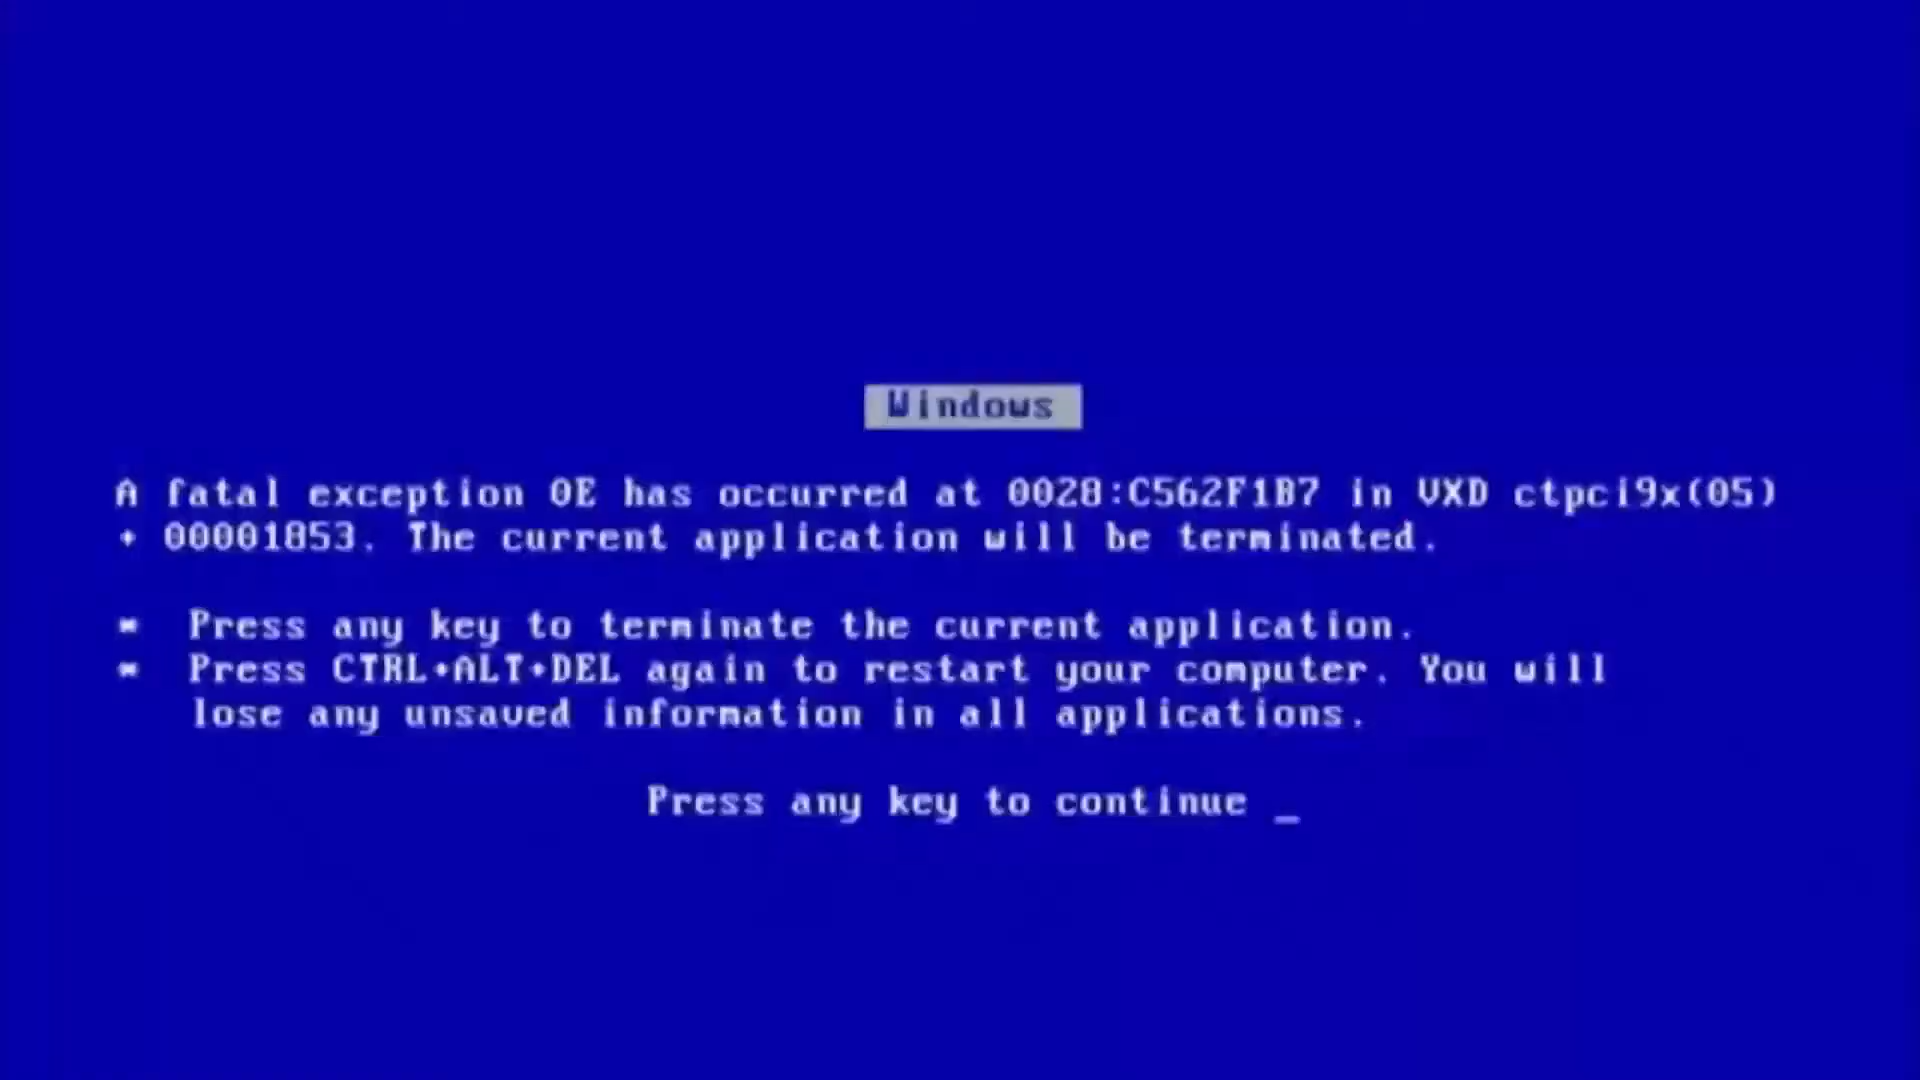 Windows
A fatal exception 0E has occurred at 0028:C562F1B7 in VXD ctpci9x(05)
+ 00001853. The current application will be terminated.
* Press any key to terminate the current application.
* Press CTRL+ALT+DEL again to restart your computer. You will
lose any unsaved information in all applications.
Press any key to continue _